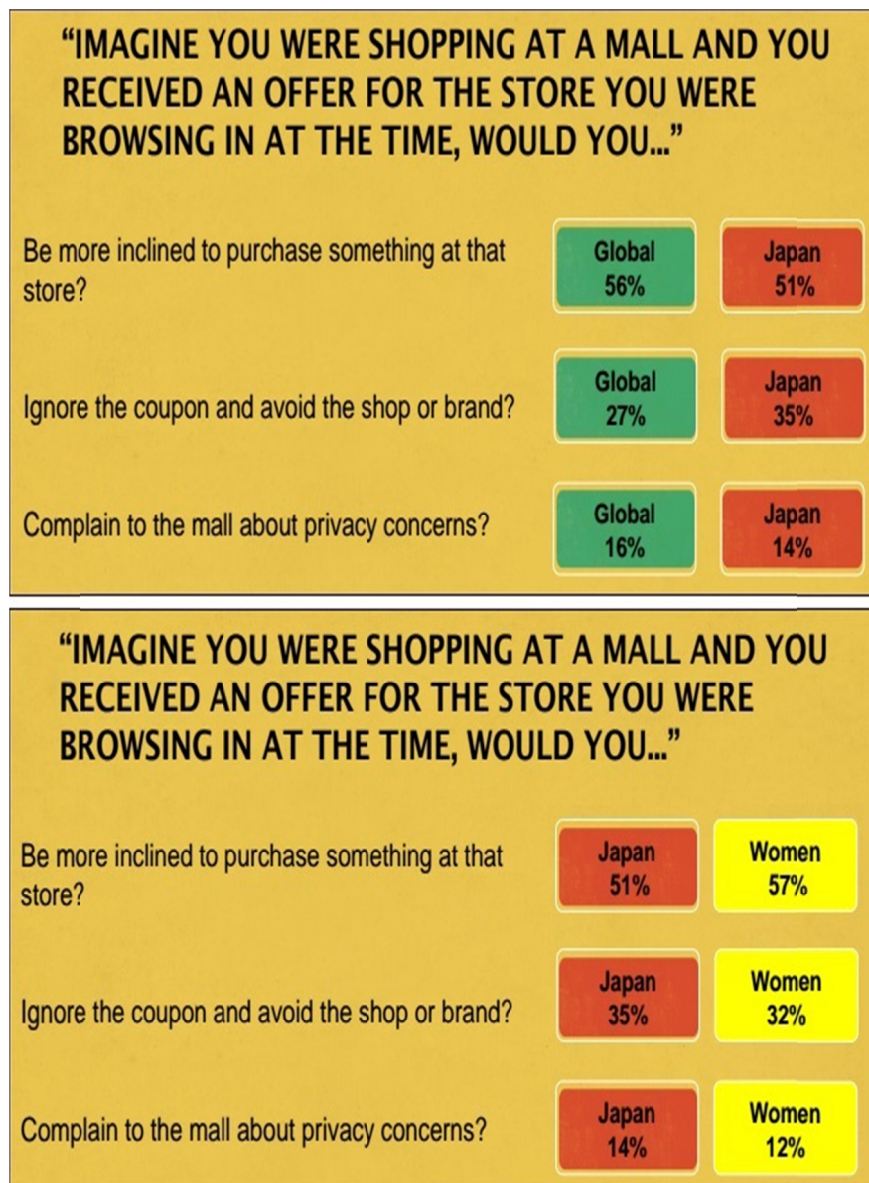 “IMAGINE YOU WERE SHOPPING AT A MALL AND YOU
RECEIVED AN OFFER FOR THE STORE YOU WERE
BROWSING IN AT THE TIME, WOULD YOU...”
Be more inclined to purchase something at that
store?
Global
56%
Japan
51%
Ignore the coupon and avoid the shop or brand?
Global
27%
Japan
35%
Complain to the mall about privacy concerns?
Global
16%
Japan
14%
“IMAGINE YOU WERE SHOPPING AT A MALL AND YOU
RECEIVED AN OFFER FOR THE STORE YOU WERE
BROWSING IN AT THE TIME, WOULD YOU...”
Be more inclined to purchase something at that
store?
Japan
51%
Women
57%
Ignore the coupon and avoid the shop or brand?
Japan
35%
Women
32%
Complain to the mall about privacy concerns?
Japan
14%
Women
12%